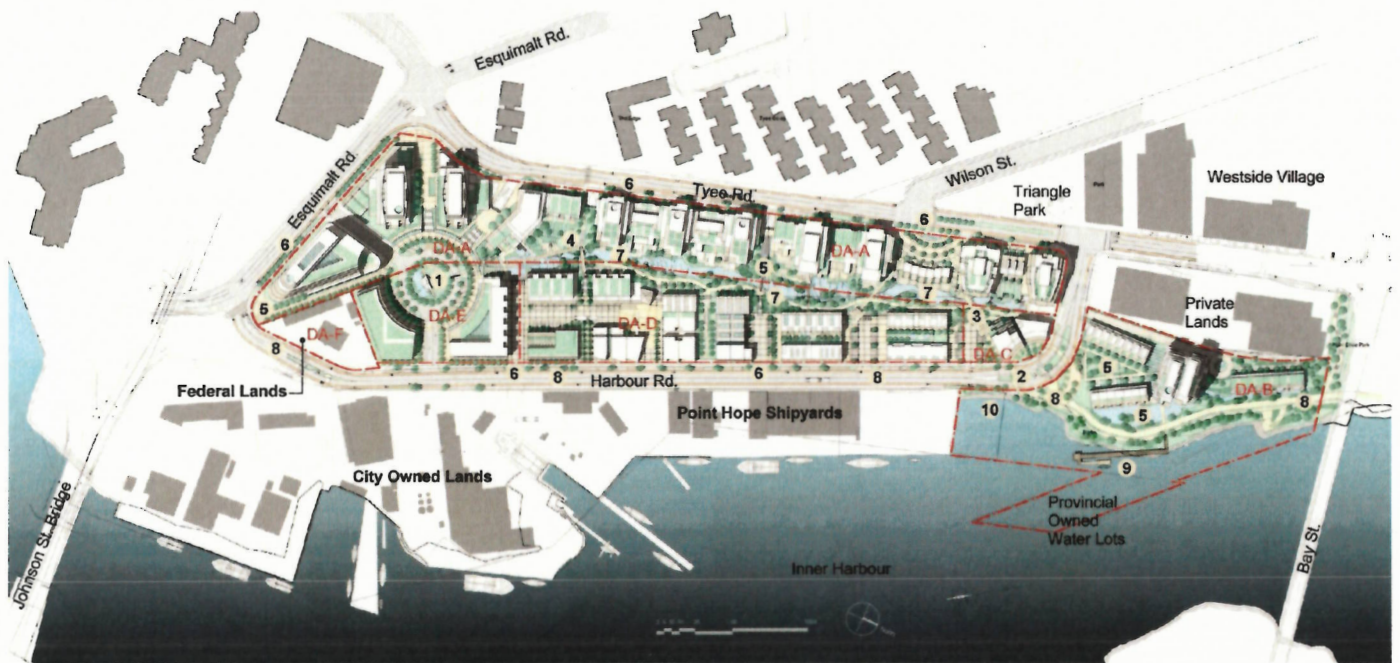 Esquimalt Rd.
Esquimalt Rd.
6
6
Tyee Rd.
Wilson St.
6
Triangle
Park
Westside Village
DA-A
4
7
5
DA-A
7
7
1
DA-E
DA-D
3
DA-C
2
5
DA-F
8
Federal Lands
6
8
Harbour Rd.
6
8
Private
Lands
5
5
DA-B
8
8
10
9
Point Hope Shipyards
City Owned Lands
Provincial
Owned
Water Lots
Inner Harbour
Johnson St. Bridge
Bay St.